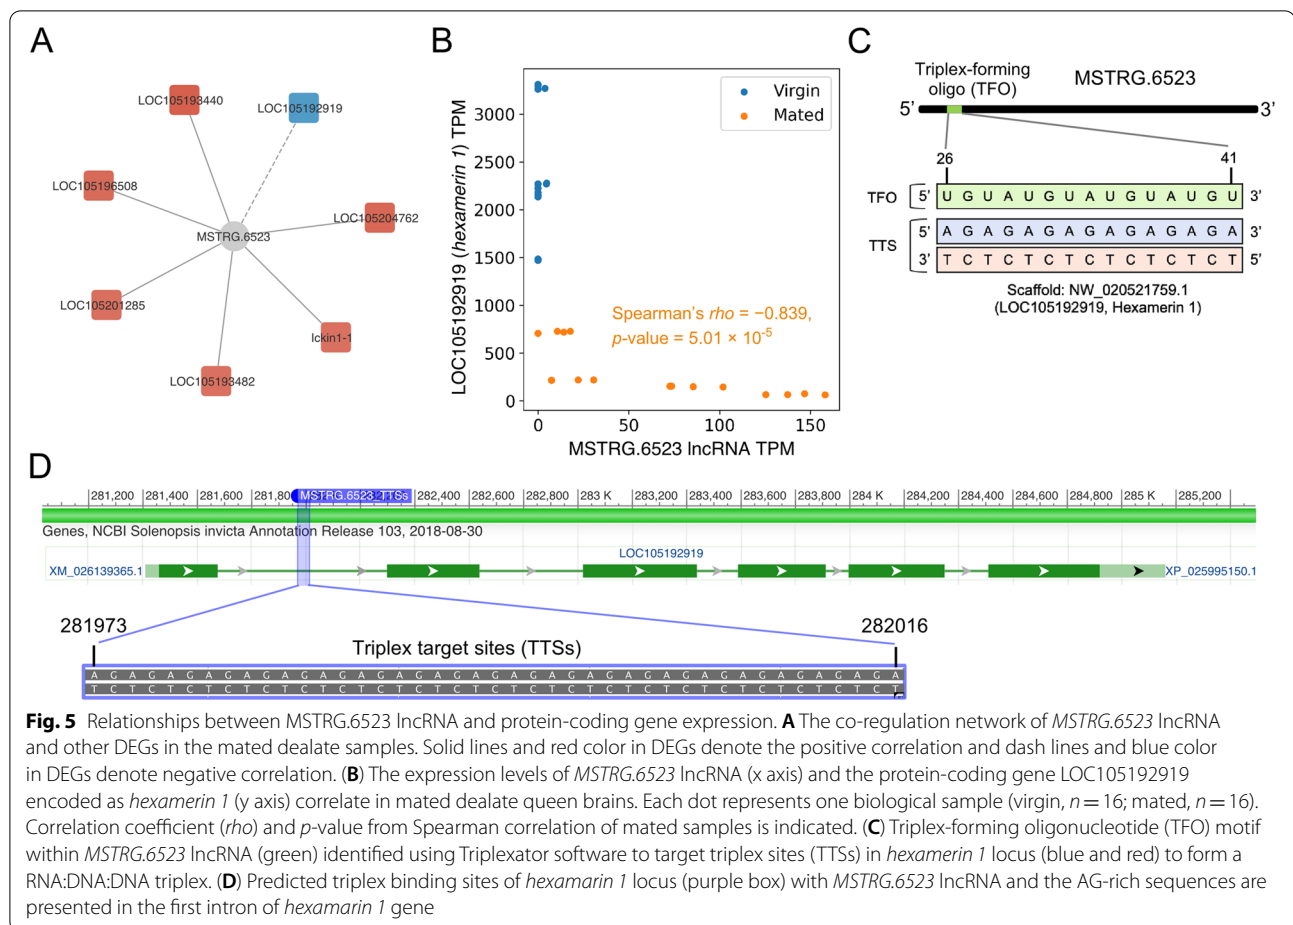 A
LOC105193440
LOC105192919
LOC105196508
LOC105204762
MSTRG.6523
LOC105201285
Ickin1-1
LOC105193482
B
LOC105192919 (hexamerin 1) TPM
3000
2500
2000
1500
1000
500
0
Virgin
Mated
Spearman's rho = −0.839,
p-value = 5.01 × 10-5
0 50 100 150
MSTRG.6523 lncRNA TPM
C
Triplex-forming
oligo (TFO)
MSTRG.6523
5’ 3’
26 41
TFO 5' U G U A U G U A U G U A U G U 3’
TTS
5’ A G A G A G A G A G A G A G A 3’
3’ T C T C T C T C T C T C T C T 5’
Scaffold: NW_020521759.1
(LOC105192919, Hexamerin 1)
D
281,200 281,400 281,600 281,800 MSTRG.6523 TTSs 282,400 282,600 282,800 283 K 283,200 283,400 283,600 283,800 284 K 284,200 284,400 284,600 284,800 285 K 285,200
Genes, NCBI Solenopsis invicta Annotation Release 103, 2018-08-30
LOC105192919
XM_026139365.1 XP_025995150.1
281973 282016
Triplex target sites (TTSs)
A G A G A G A G A G A G A G A G A G A G A G A G A G A G A G A G A G A G A G A G A G A
T C T C T C T C T C T C T C T C T C T C T C T C T C T C T C T C T C T C T C T C T C T
Fig. 5 Relationships between MSTRG.6523 lncRNA and protein-coding gene expression. A The co-regulation network of MSTRG.6523 lncRNA
and other DEGs in the mated dealate samples. Solid lines and red color in DEGs denote the positive correlation and dash lines and blue color
in DEGs denote negative correlation. (B) The expression levels of MSTRG.6523 lncRNA (x axis) and the protein-coding gene LOC105192919
encoded as hexamerin 1 (y axis) correlate in mated dealate queen brains. Each dot represents one biological sample (virgin, n = 16; mated, n = 16).
Correlation coefficient (rho) and p-value from Spearman correlation of mated samples is indicated. (C) Triplex-forming oligonucleotide (TFO) motif
within MSTRG.6523 lncRNA (green) identified using Triplexator software to target triplex sites (TTSs) in hexamerin 1 locus (blue and red) to form a
RNA:DNA:DNA triplex. (D) Predicted triplex binding sites of hexamarin 1 locus (purple box) with MSTRG.6523 lncRNA and the AG-rich sequences are
presented in the first intron of hexamarin 1 gene